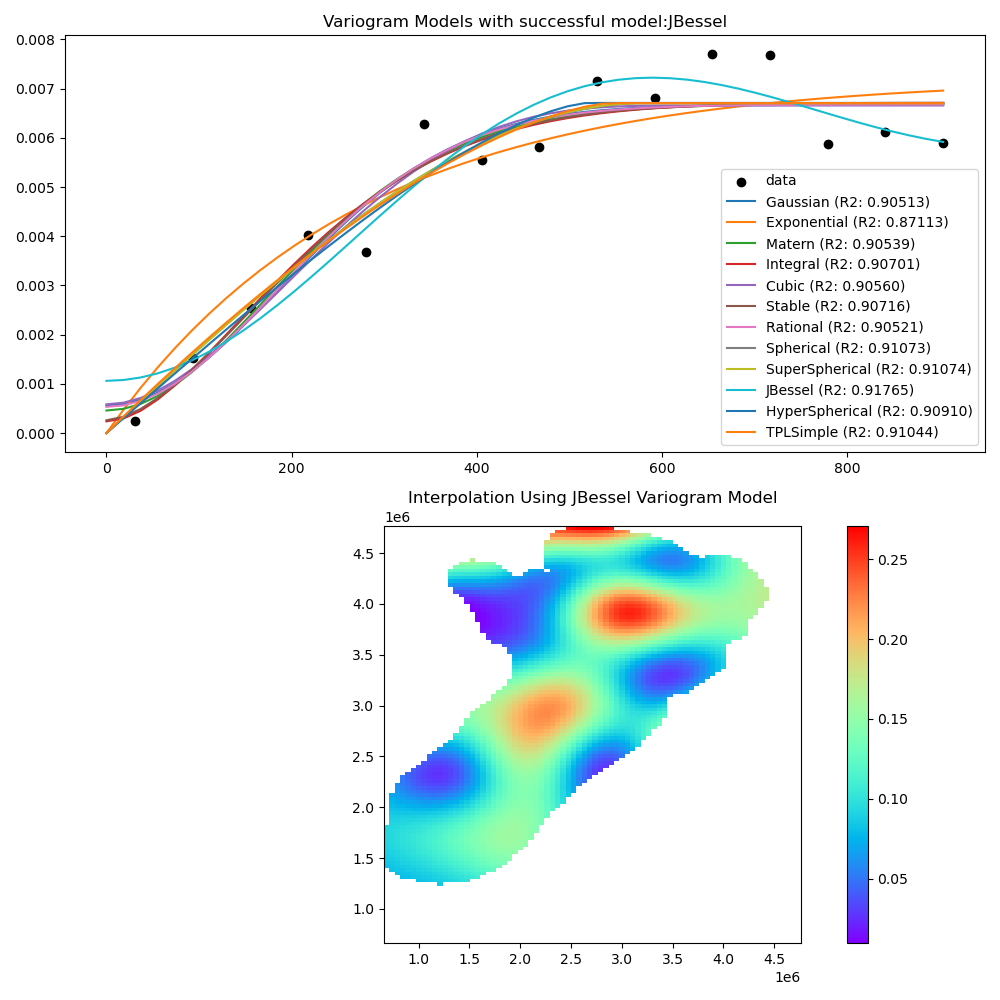 Variogram Models with successful model:JBessel
0.008
0.007
0.006
0.005
0.004
0.003
0.002
0.001
0.000
0 200 400 600 800
data
Gaussian (R2: 0.90513)
Exponential (R2: 0.87113)
Matern (R2: 0.90539)
Integral (R2: 0.90701)
Cubic (R2: 0.90560)
Stable (R2: 0.90716)
Rational (R2: 0.90521)
Spherical (R2: 0.91073)
SuperSpherical (R2: 0.91074)
JBessel (R2: 0.91765)
HyperSpherical (R2: 0.90910)
TPLSimple (R2: 0.91044)
Interpolation Using JBessel Variogram Model
1e6
4.5
4.0
3.5
3.0
2.5
2.0
1.5
1.0
1.0 1.5 2.0 2.5 3.0 3.5 4.0 4.5
1e6
0.25
0.20
0.15
0.10
0.05